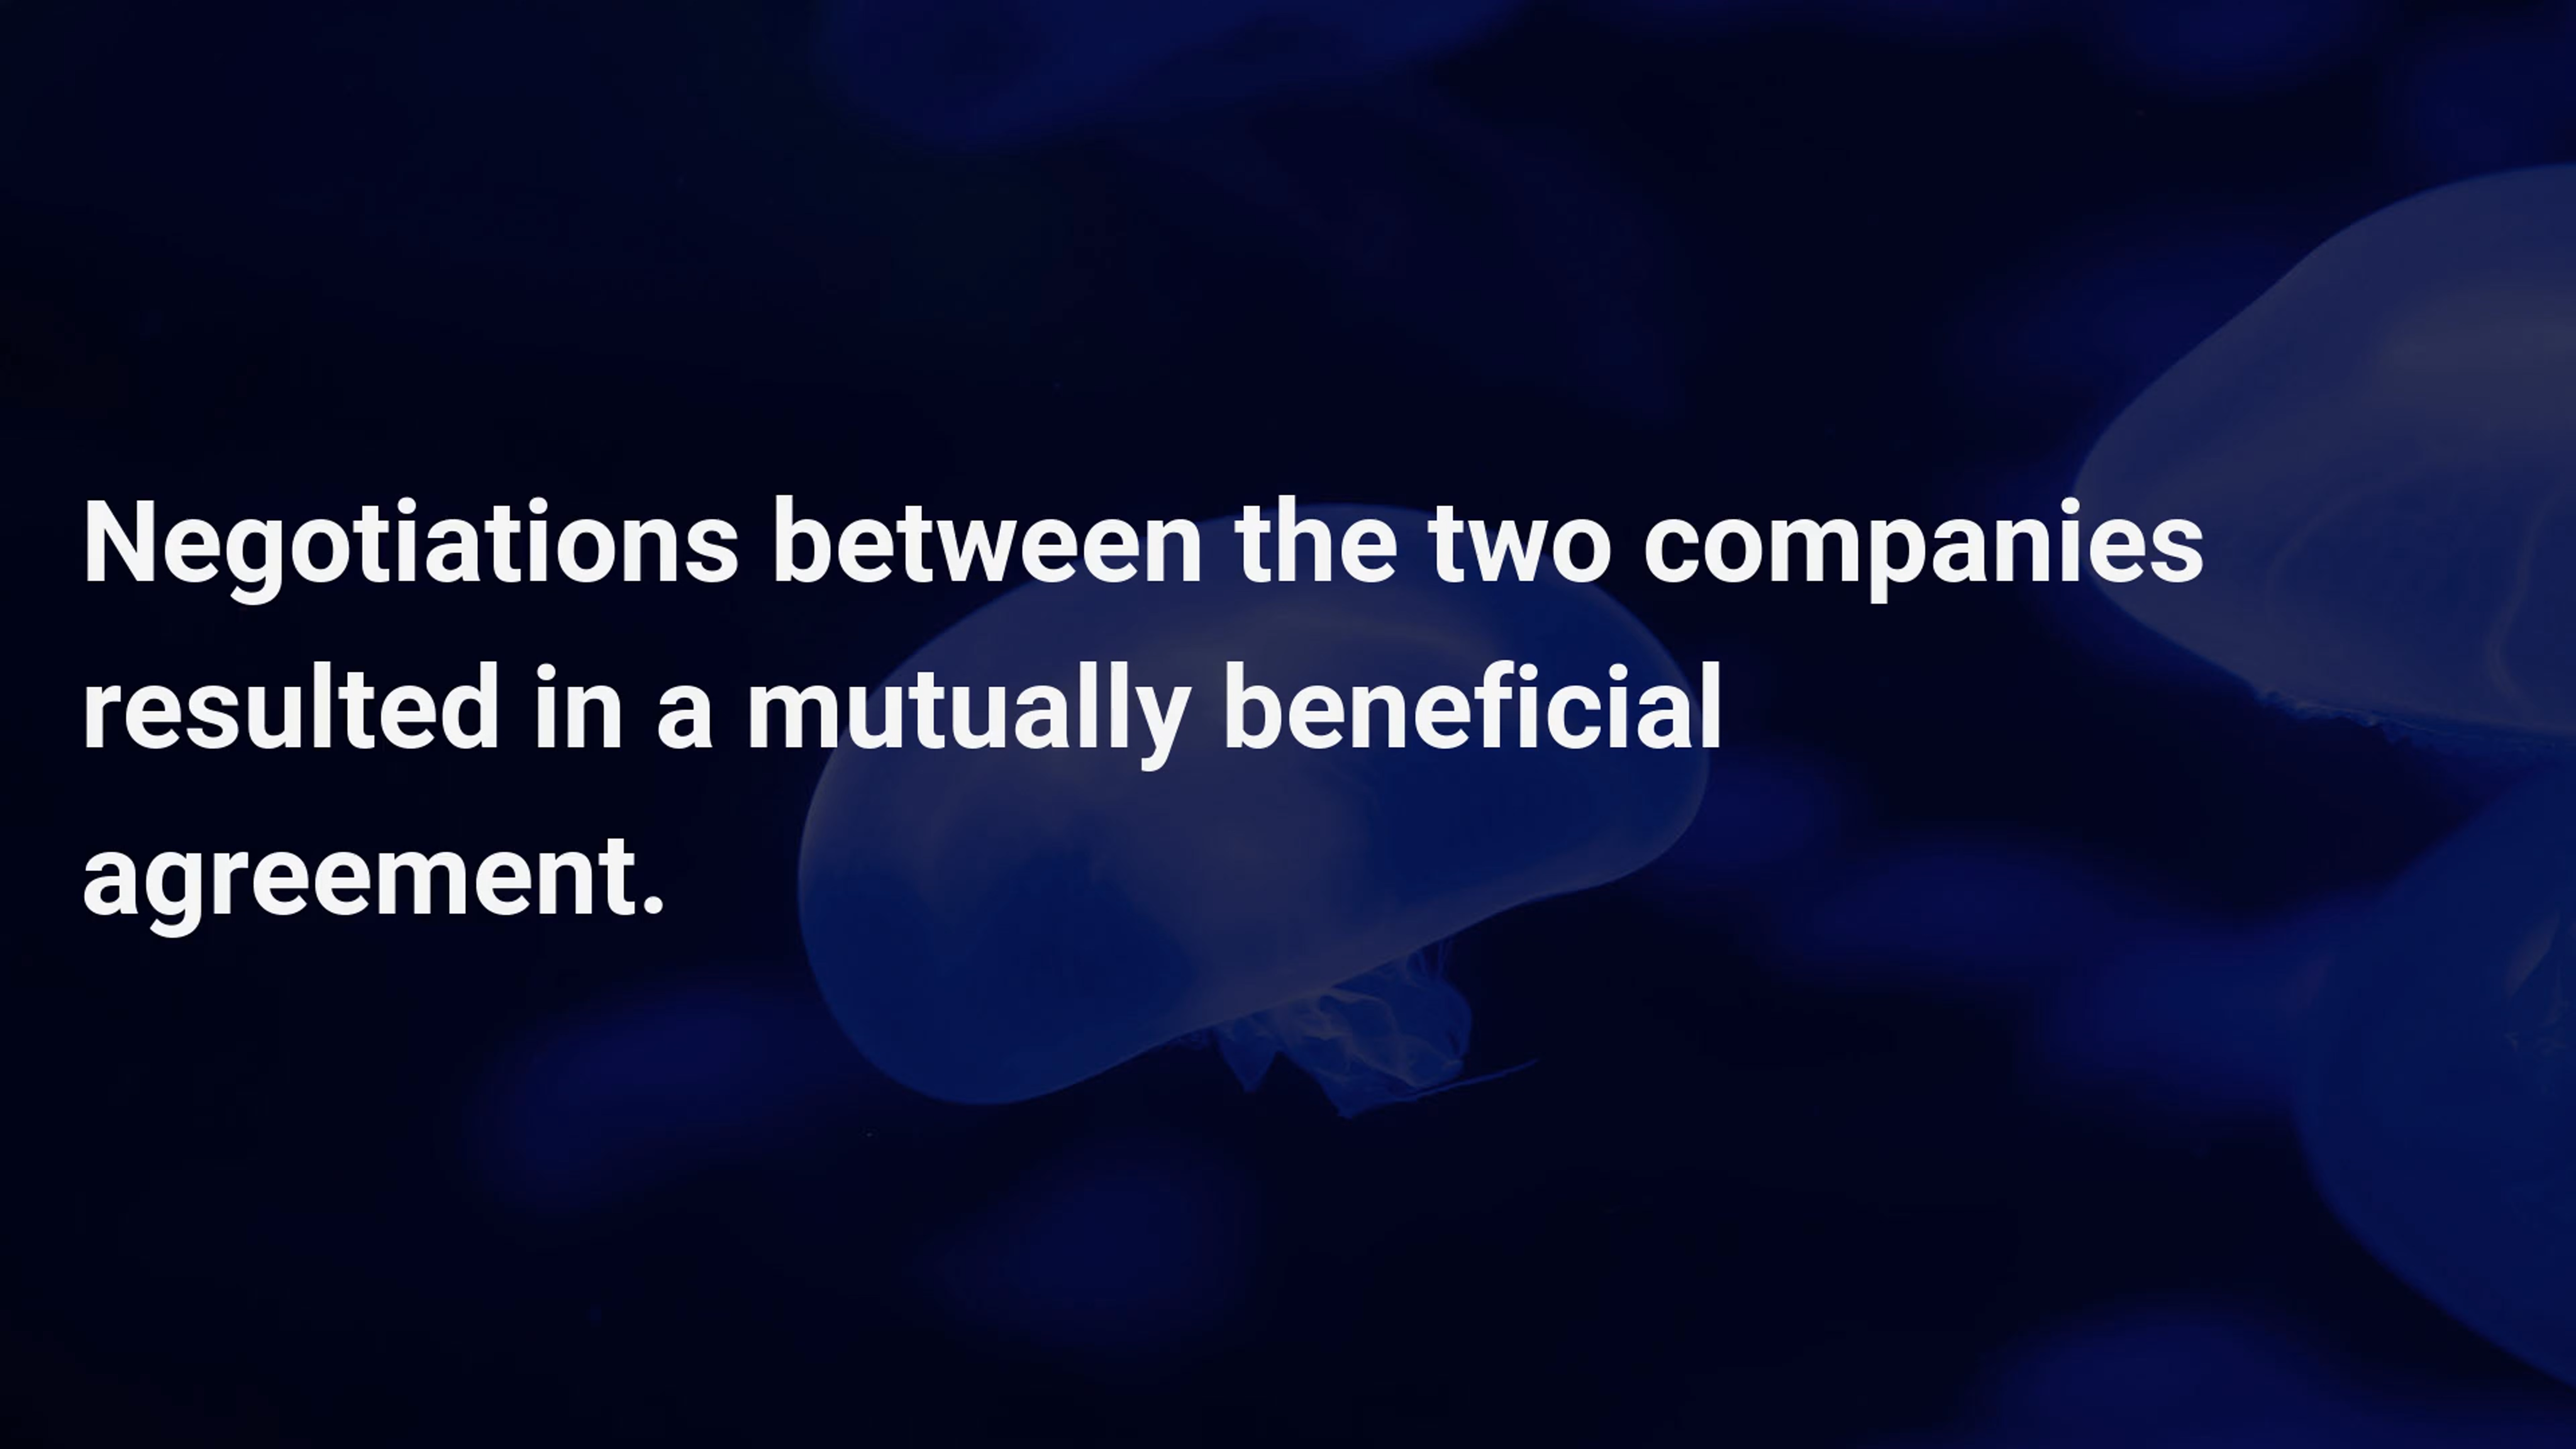 Negotiations between the two companies
resulted in a mutually beneficial
agreement.